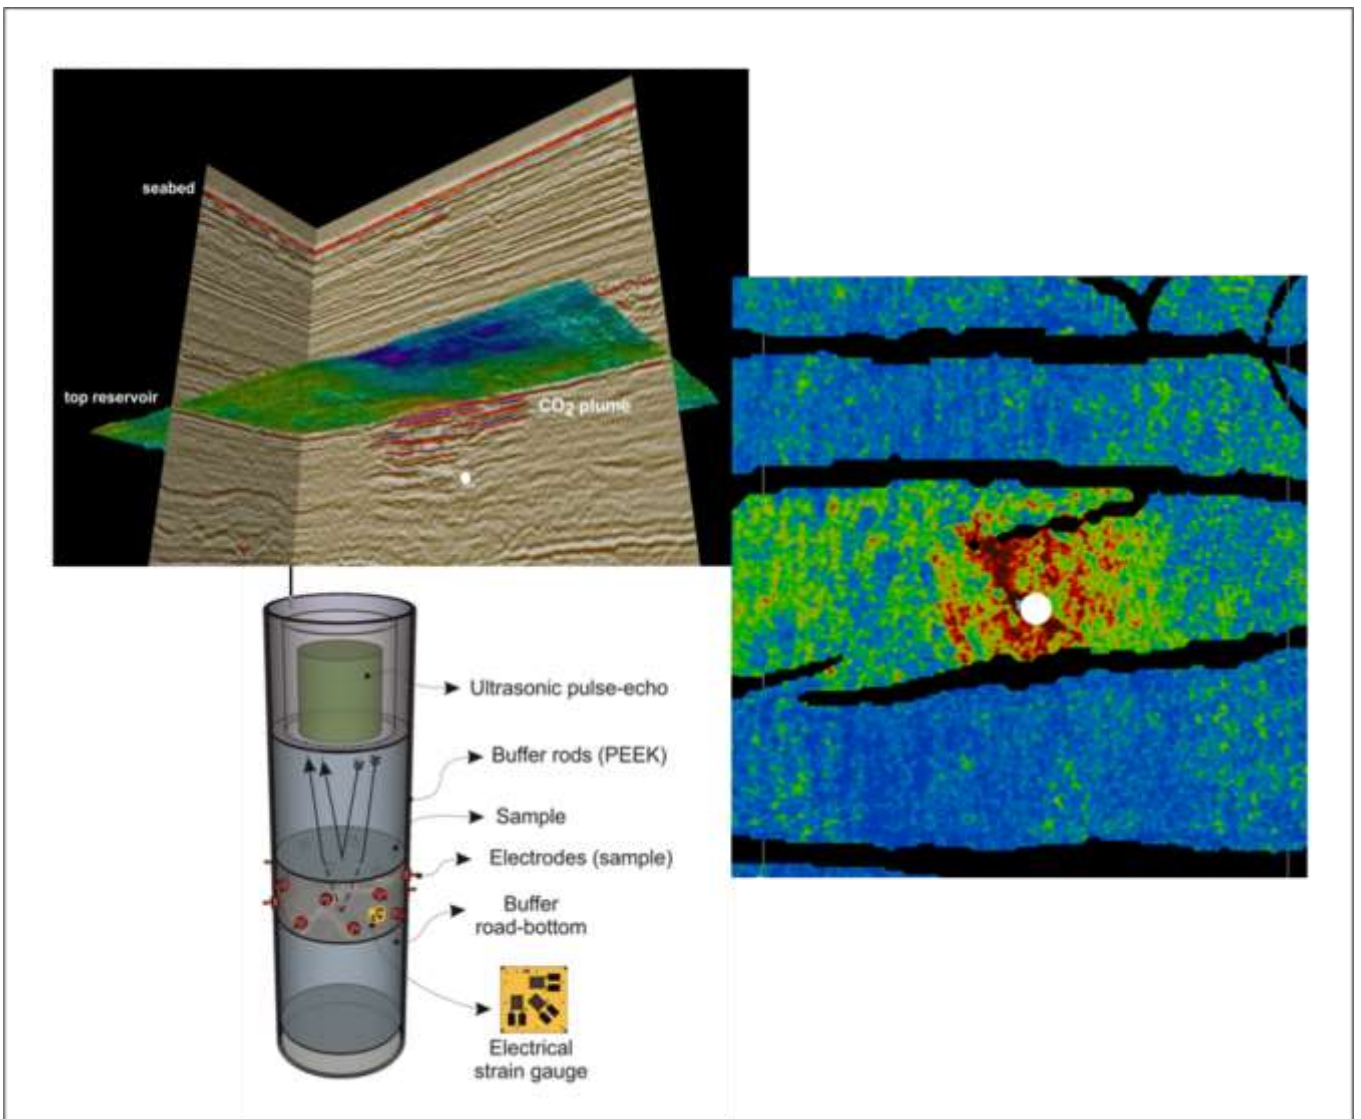 seabed
top reservoir
CO2 plume
Ultrasonic pulse-echo
Buffer rods (PEEK)
Sample
Electrodes (sample)
Buffer
road-bottom
Electrical
strain gauge